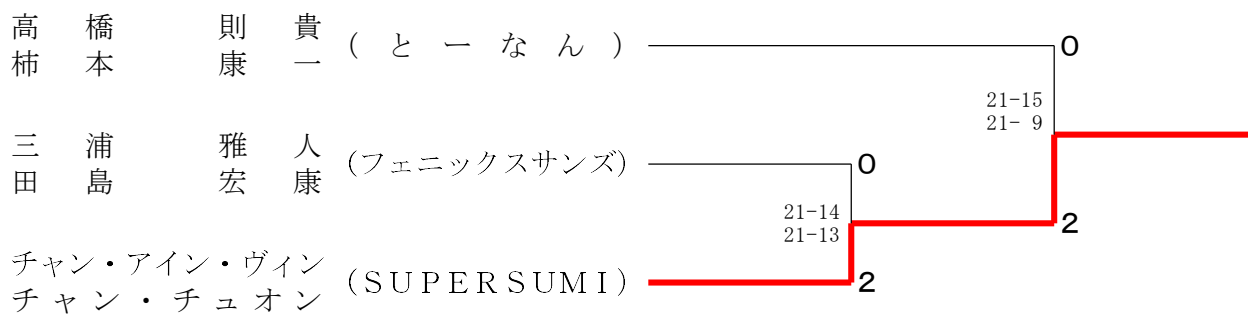 高橋 則貴
柿本 康一
(とーなん)
0
21-15
21- 9
三浦 雅人
田島 宏康
(フェニックスサンズ)
0
21-14
21-13
2
チャン・アイン・ヴィン
チャン・チュオン
(SUPERSUMI)
2